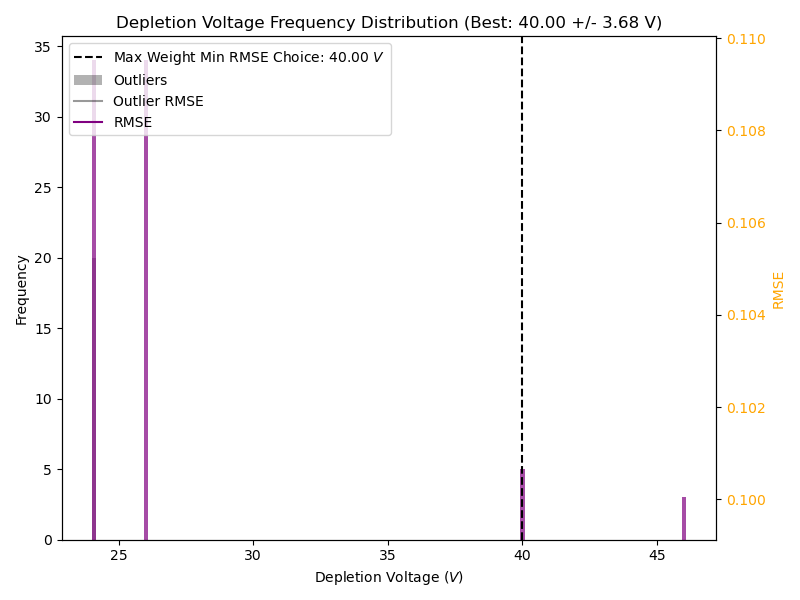 Depletion Voltage Frequency Distribution (Best: 40.00 +/- 3.68 V)
Max Weight Min RMSE Choice: 40.00 V
Outliers
Outlier RMSE
RMSE
35
30
25
20
15
10
5
0
Frequency
25
30
35
40
45
Depletion Voltage (V)
0.110
0.108
0.106
0.104
0.102
0.100
RMSE